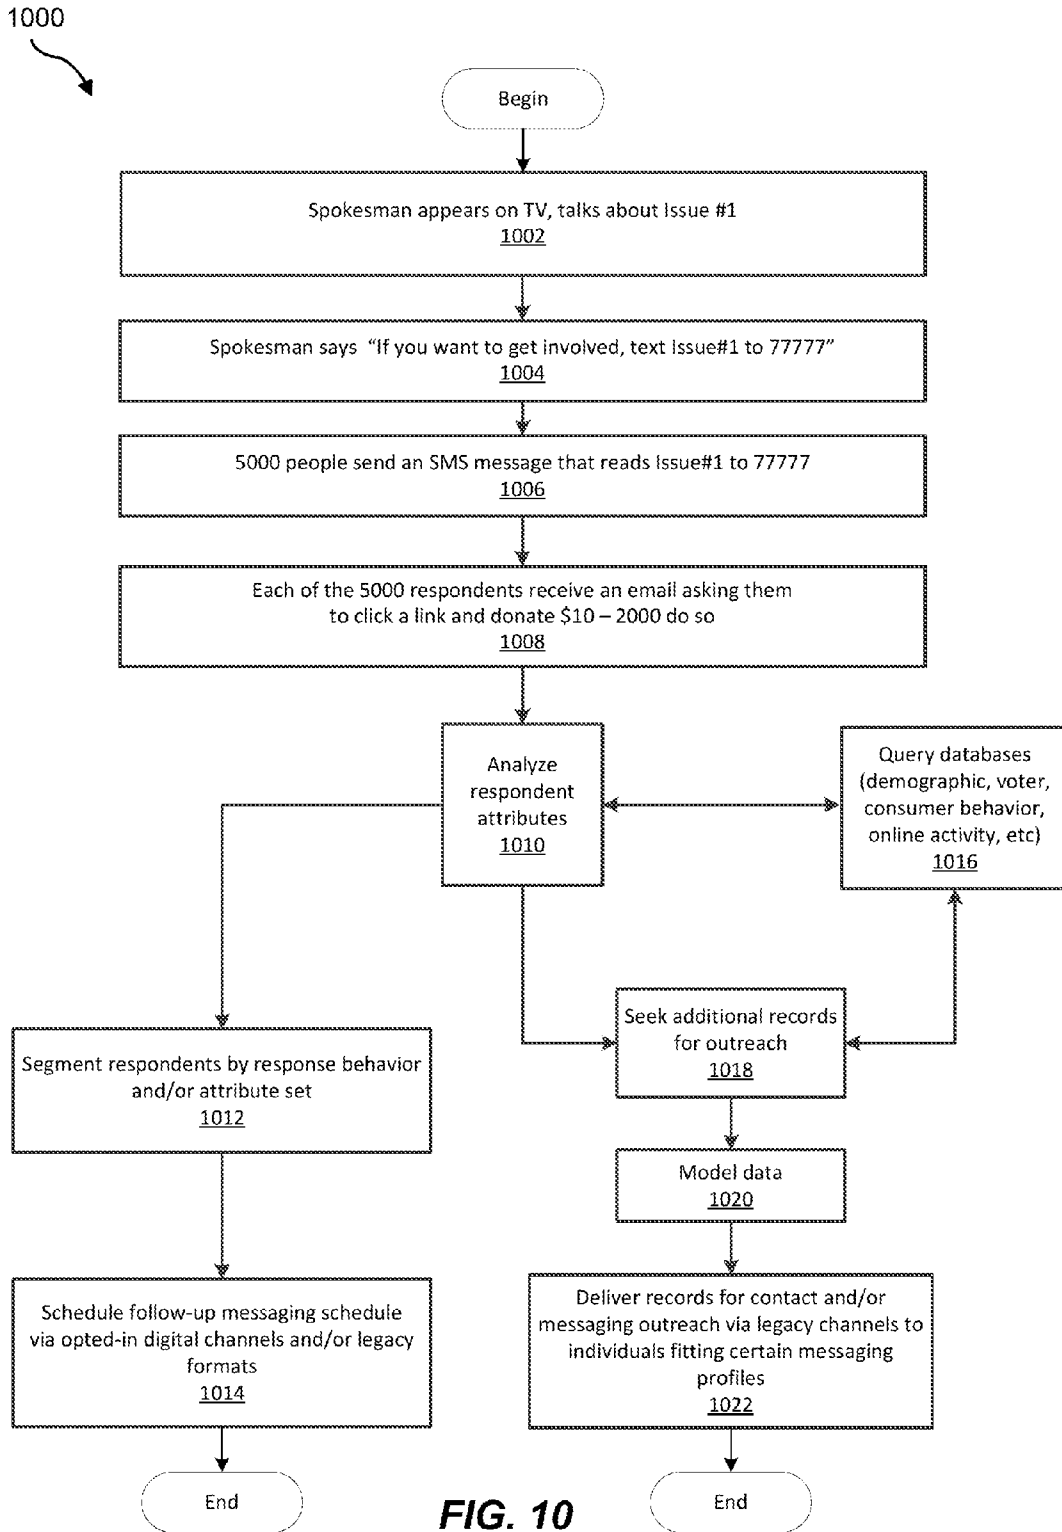 1000
Begin
Spokesman appears on TV, talks about Issue #1
1002
Spokesman says “If you want to get involved, text Issue#1 to 77777”
1004
5000 people send an SMS message that reads Issue#1 to 77777
1006
Each of the 5000 respondents receive an email asking them
to click a link and donate $10 – 2000 do so
1008
Analyze
respondent
attributes
1010
Query databases
(demographic, voter,
consumer behavior,
online activity, etc)
1016
Seek additional records
for outreach
1018
Segment respondents by response behavior
and/or attribute set
1012
Model data
1020
Schedule follow-up messaging schedule
via opted-in digital channels and/or legacy
formats
1014
Deliver records for contact and/or
messaging outreach via legacy channels to
individuals fitting certain messaging
profiles
1022
End
End
FIG. 10